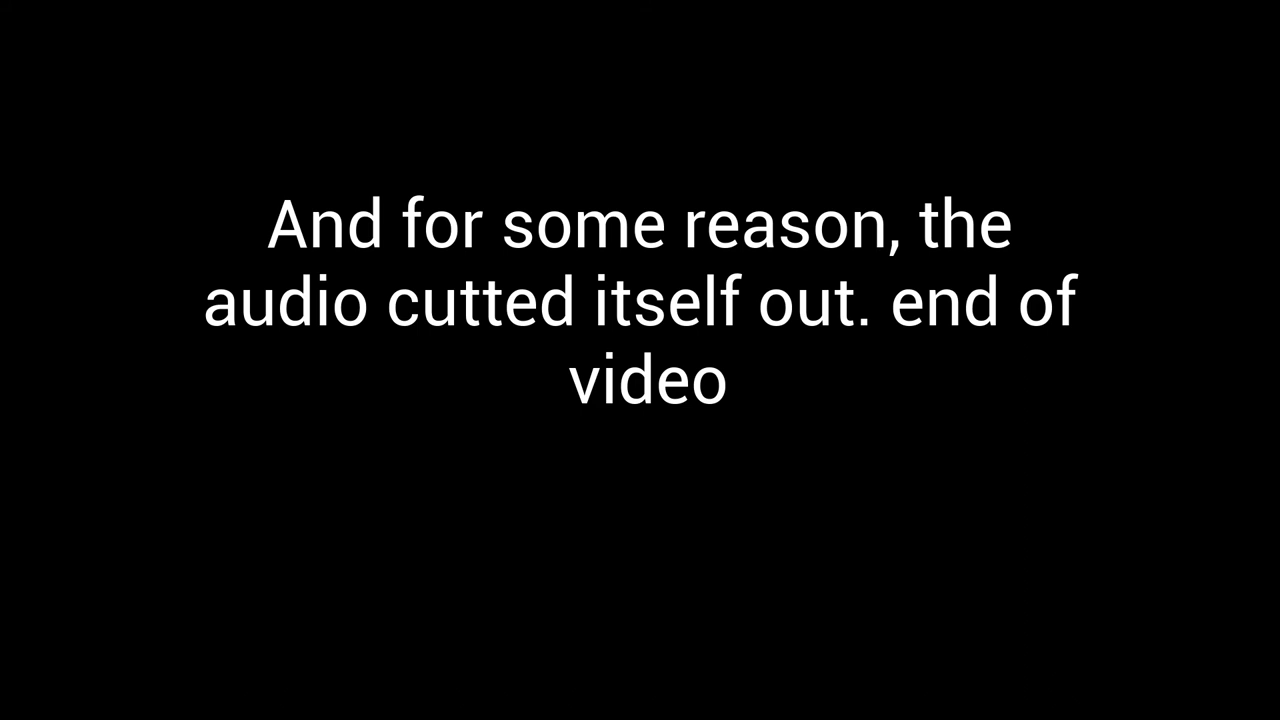 And for some reason, the
audio cutted itself out. end of
video